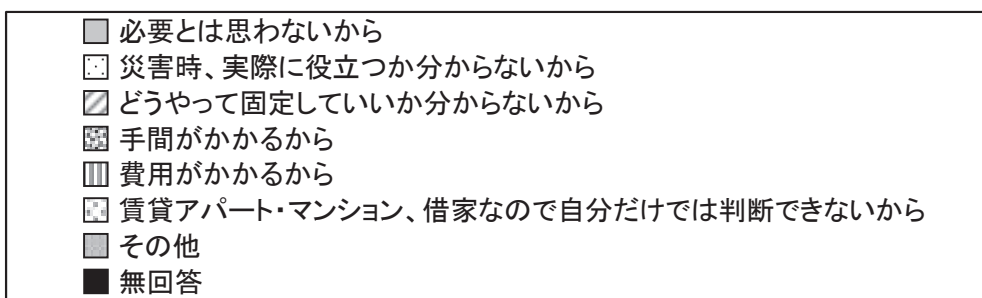 必要とは思わないから
災害時、実際に役立つか分からないから
どうやって固定していいか分からないから
手間がかかるから
費用がかかるから
賃貸アパート・マンション、借家なので自分だけでは判断できないから
その他
無回答